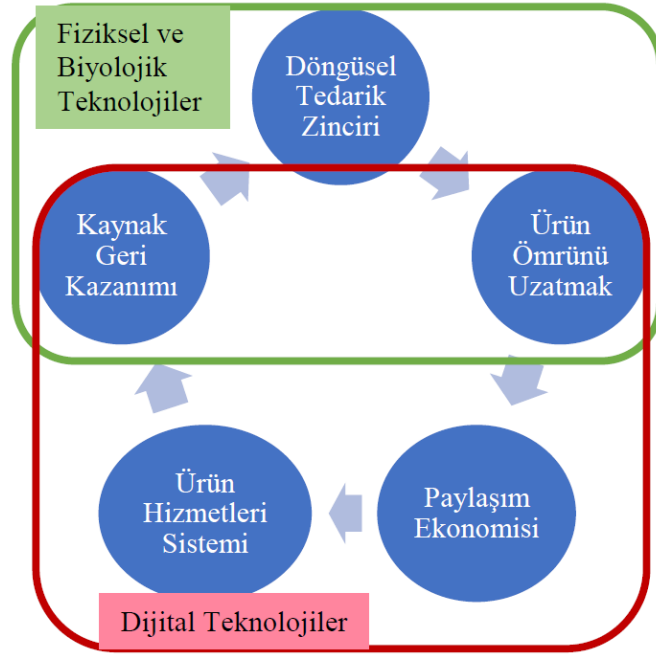 Fiziksel ve
Biyolojik
Teknolojiler
Döngüsel
Tedarik
Zinciri
Kaynak
Geri
Kazanımı
Ürün
Ömrünü
Uzatmak
Ürün
Hizmetleri
Sistemi
Paylaşım
Ekonomisi
Dijital Teknolojiler